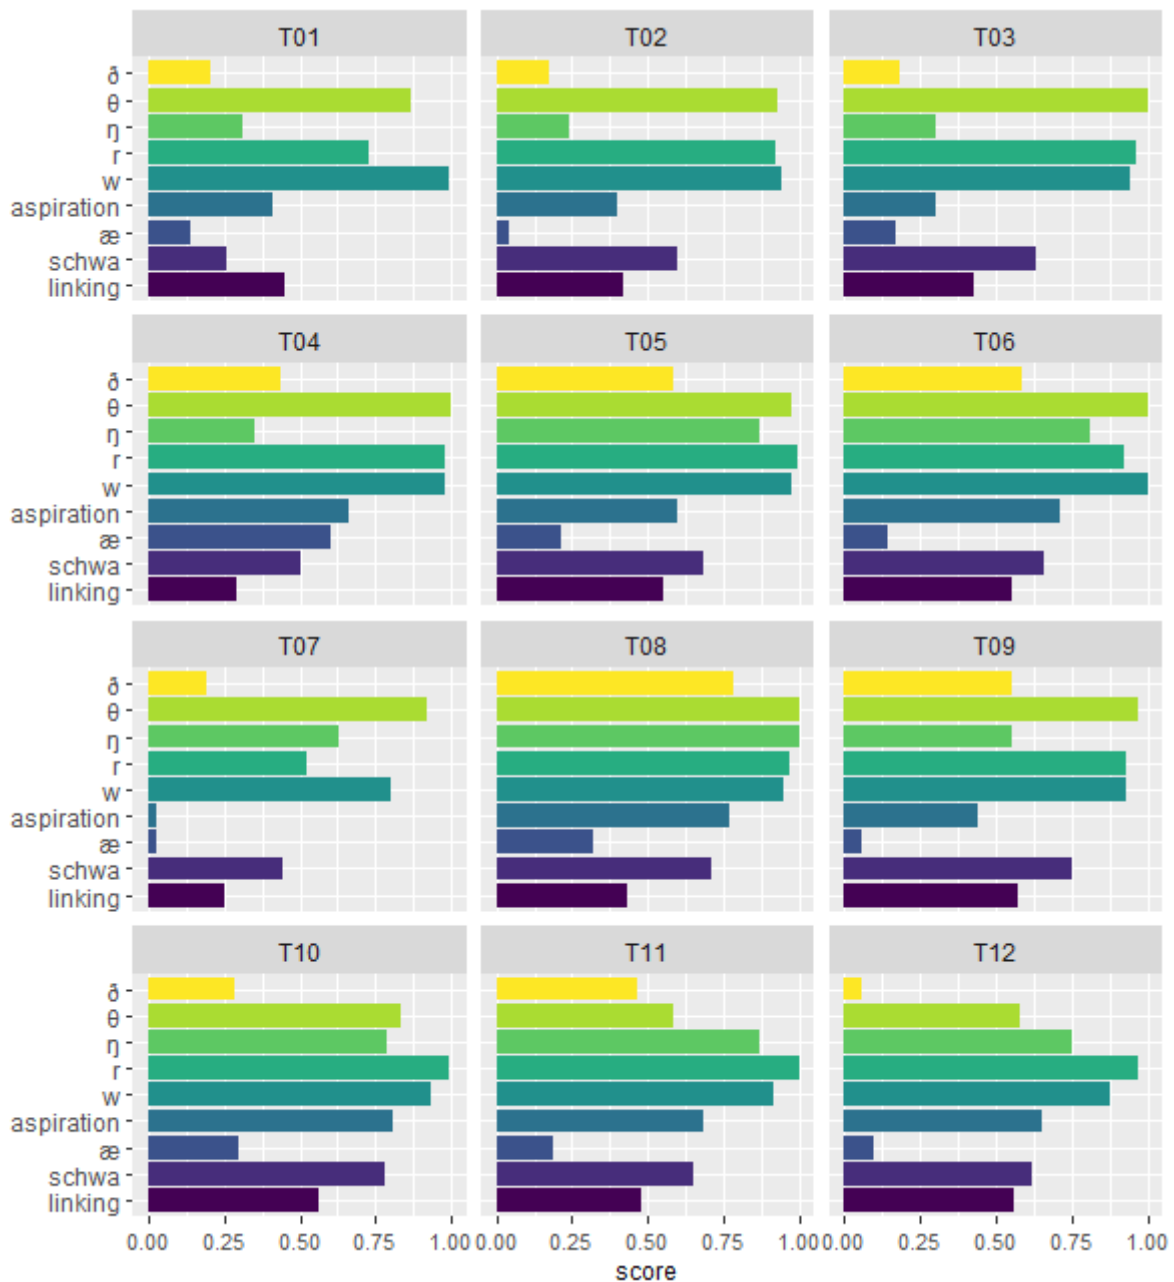 T01 T02 T03
ð
θ
ŋ
r
w
aspiration
æ
schwa
linking
T04 T05 T06
ð
θ
ŋ
r
w
aspiration
æ
schwa
linking
T07 T08 T09
ð
θ
ŋ
r
w
aspiration
æ
schwa
linking
T10 T11 T12
ð
θ
ŋ
r
w
aspiration
æ
schwa
linking
0.00 0.25 0.50 0.75 1.00 0.00 0.25 0.50 0.75 1.00 0.00 0.25 0.50 0.75 1.00
score